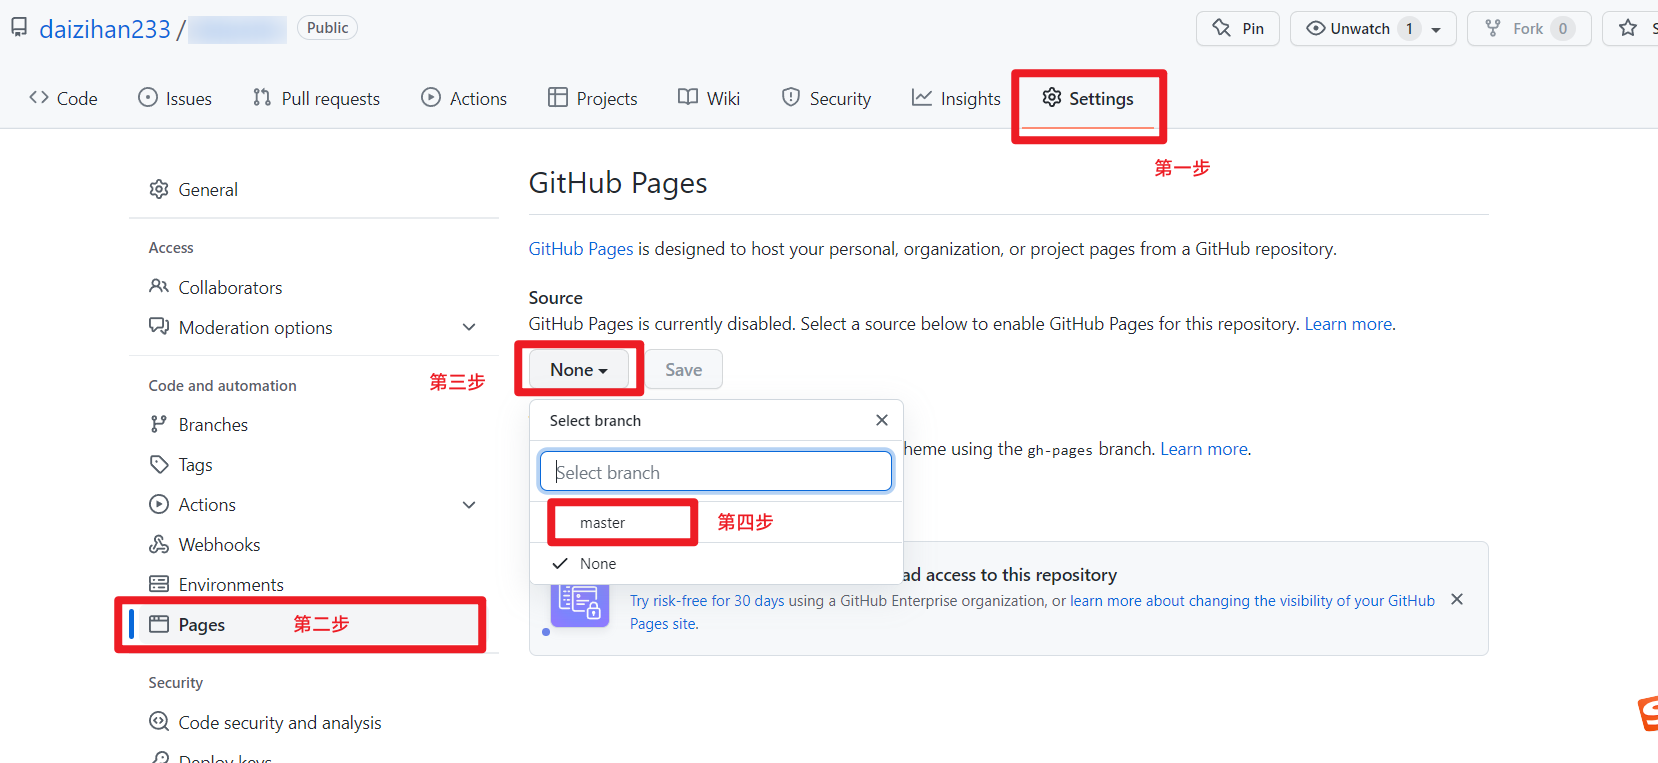 daizihan233 /
Public
Pin
Unwatch 1
Fork 0
Code
Issues
Pull requests
Actions
Projects
Wiki
Security
Insights
Settings
第一步
General
Access
Collaborators
Moderation options
Code and automation
第三步
Branches
Tags
Actions
Webhooks
Environments
Pages
第二步
Security
Code security and analysis
Deploy keys
GitHub Pages
GitHub Pages is designed to host your personal, organization, or project pages from a GitHub repository.
Source
GitHub Pages is currently disabled. Select a source below to enable GitHub Pages for this repository. Learn more.
None
Save
Select branch
heme using the gh-pages branch. Learn more.
Select branch
master
第四步
None
ad access to this repository
Try risk-free for 30 days using a GitHub Enterprise organization, or learn more about changing the visibility of your GitHub
Pages site.